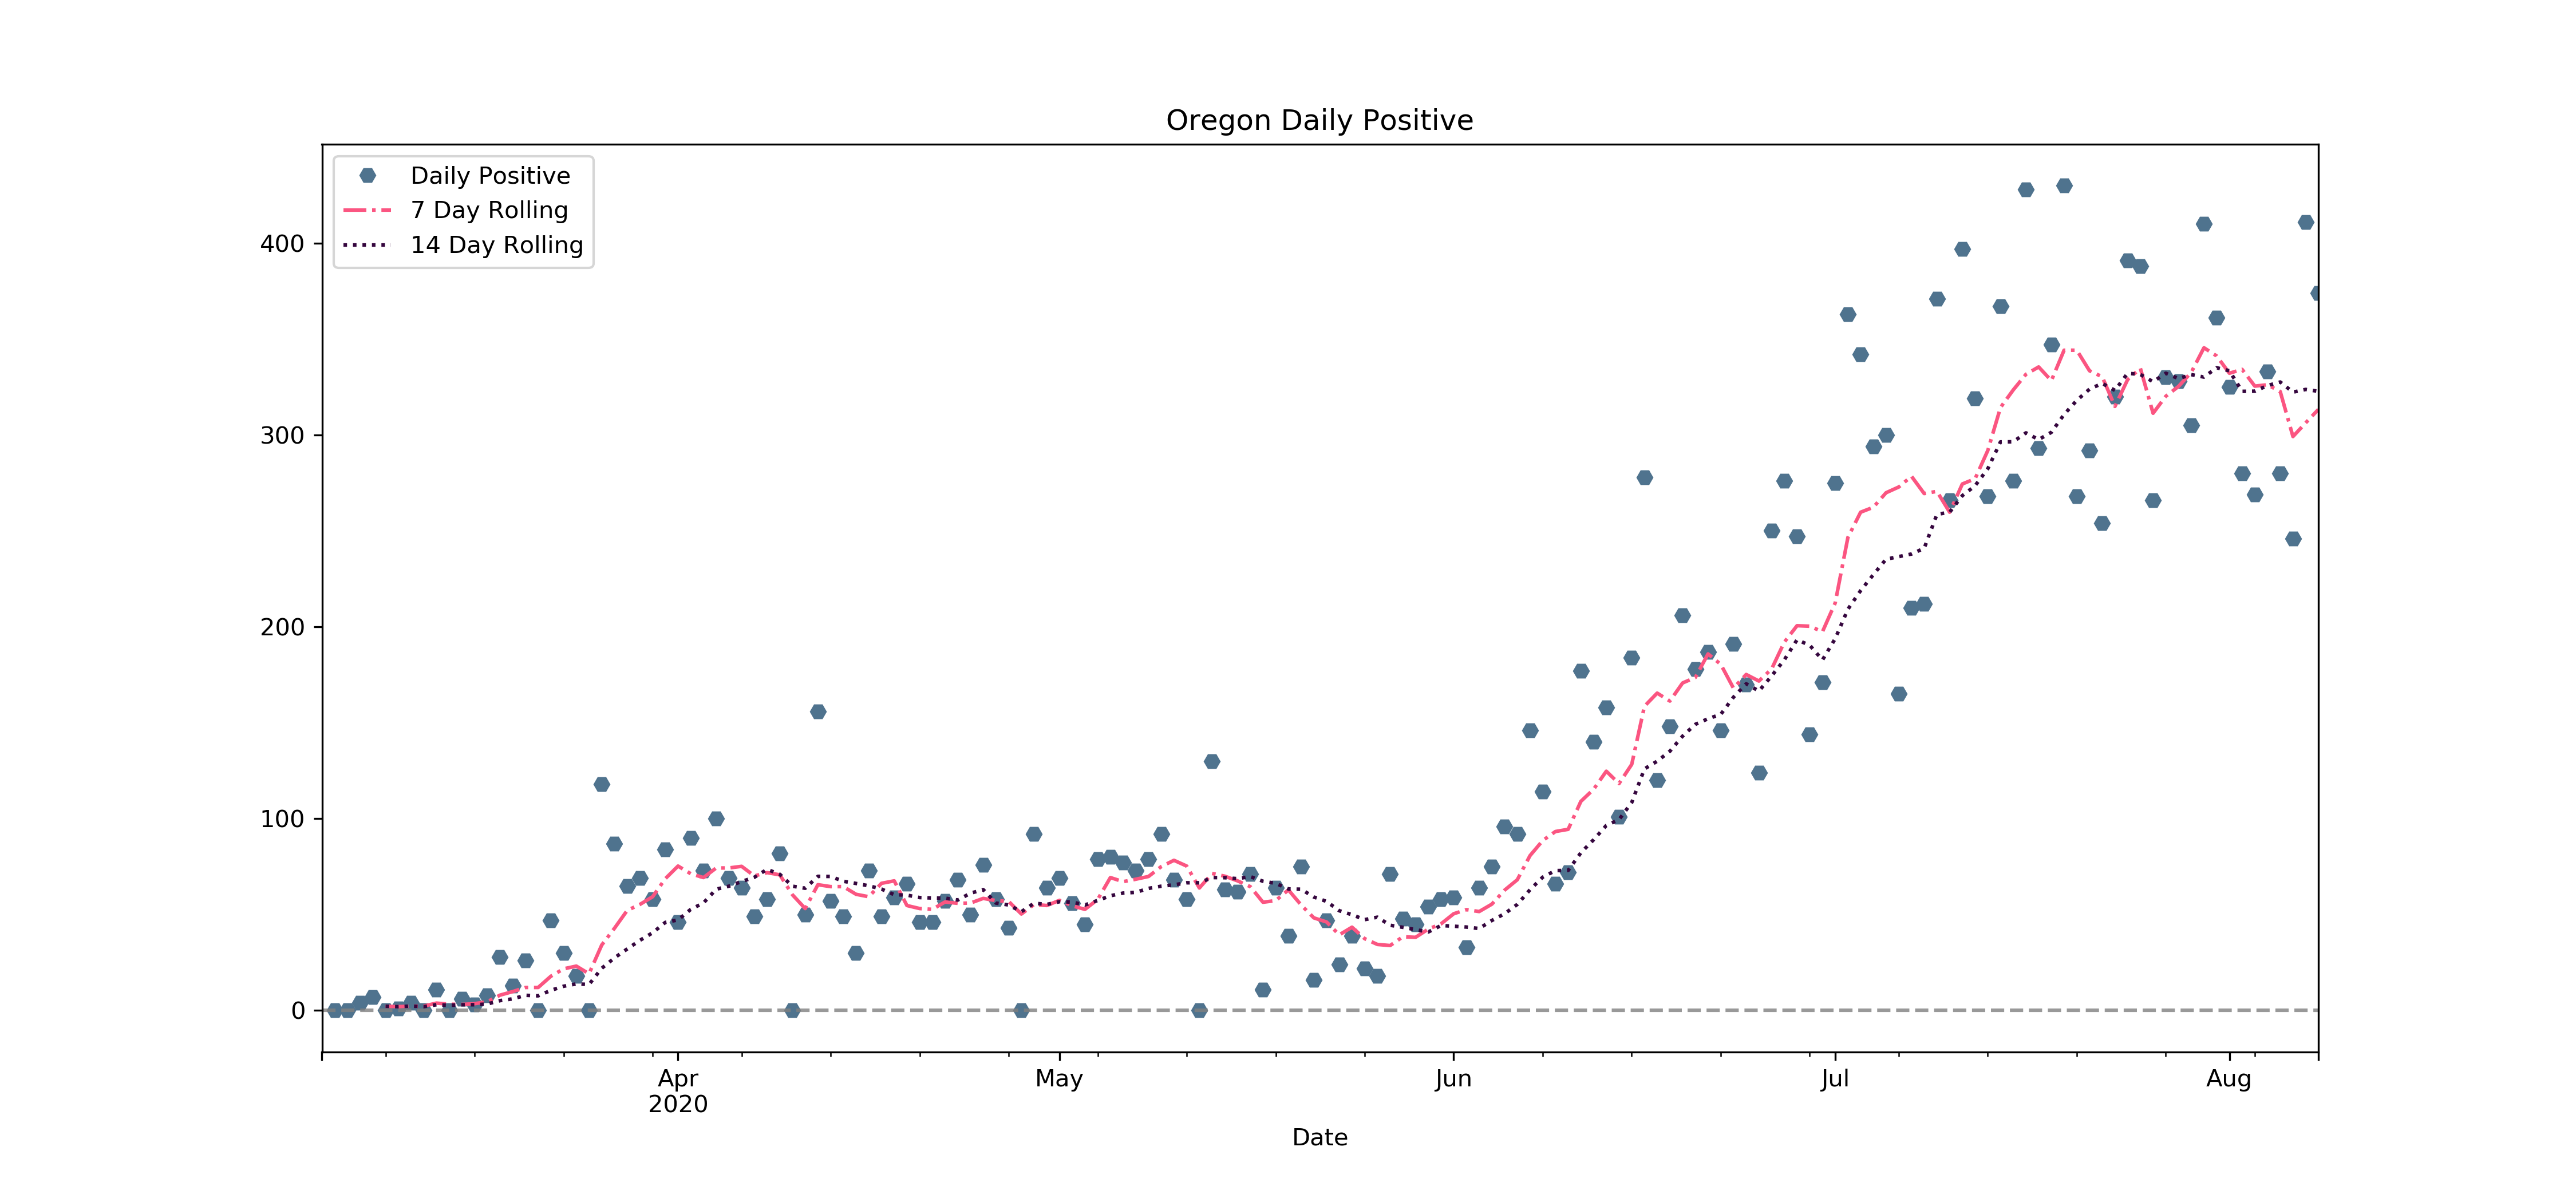 Oregon Daily Positive
Daily Positive
7 Day Rolling
14 Day Rolling
400
300
200
100
0
Apr
2020
May
Jun
Jul
Aug
Date